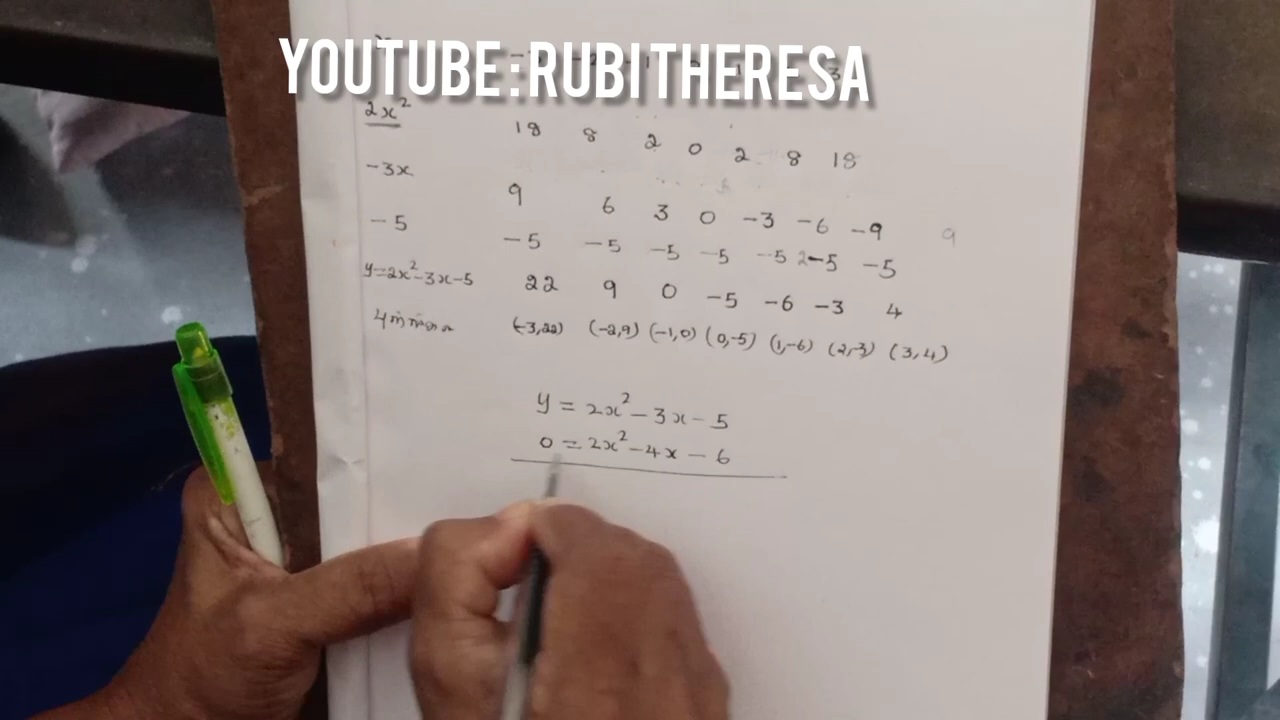 YOUTUBE : RUBITHERESA
2x² 18 8 2 0 2 8 18
-3x 9 6 3 0 -3 -6 -9 9
-5 -5 -5 -5 -5 -5 2-5 -5
y=2x²-3x-5 22 9 0 -5 -6 -3 4
(-3,22) (-2,9) (-1,0) (0,-5) (1,-6) (2,-3) (3,4)
y = 2x² - 3x - 5
0 = 2x² - 4x - 6